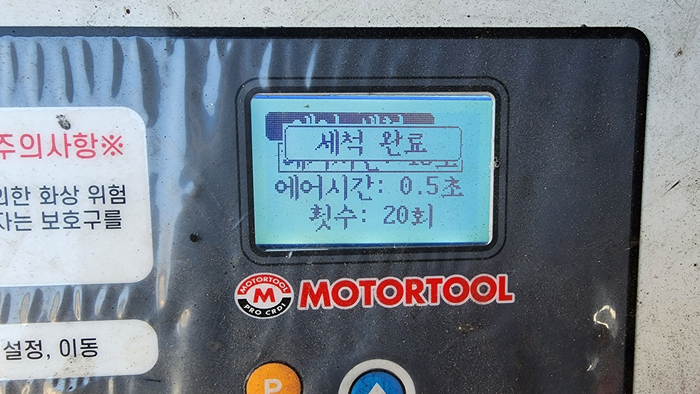 주의사항※
의한 화상 위험
자는 보호구를
설정, 이동
세척 완료
에어시간: 0.5초
횟수: 20회
MOTORTOOL
M
PRO CRDI
MOTORTOOL
P